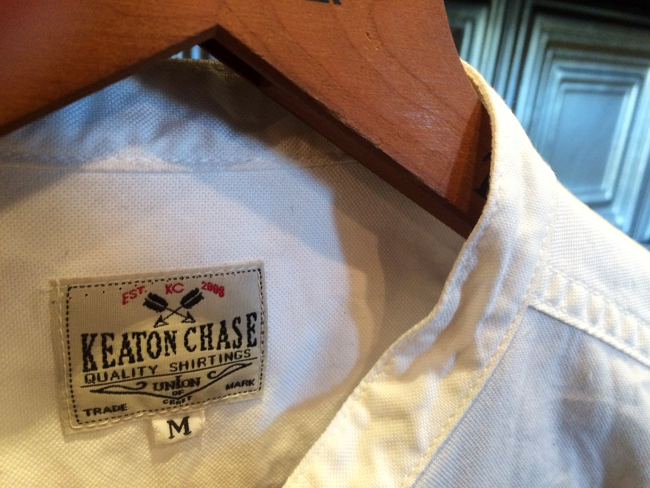 EST. KC 2008
KEATON CHASE
QUALITY SHIRTINGS
UNION
OF
CRAFT
TRADE MARK
M